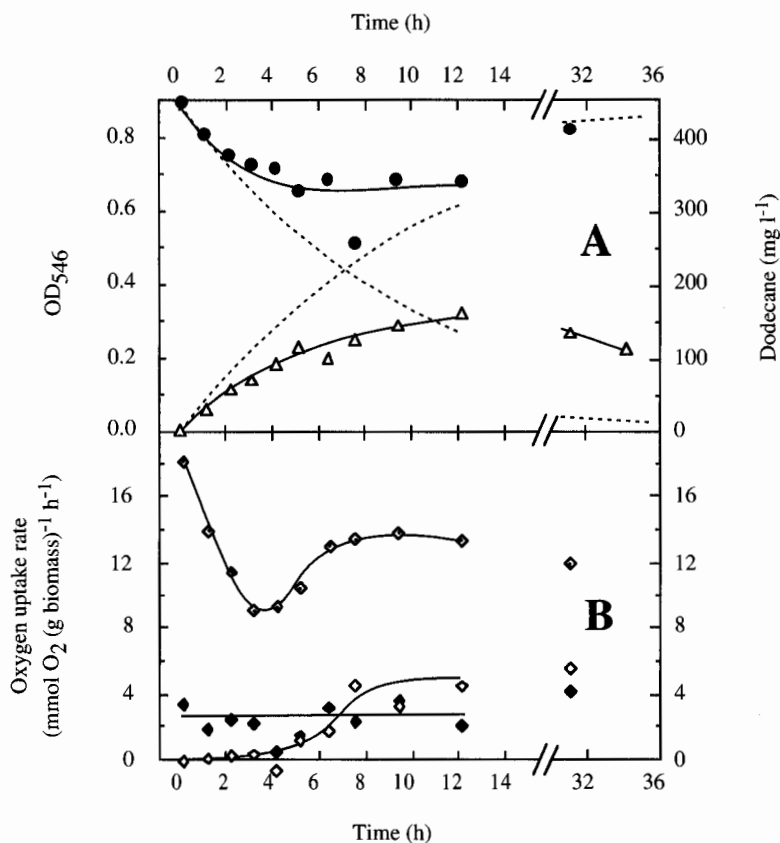 Time (h)
0 2 4 6 8 10 12 32 36
0.8 400
0.6 300
A
OD546
Dodecane (mg l-1)
0.4 200
0.2 100
0.0 0
16 16
12 12
Oxygen uptake rate
(mmol O2 (g biomass)-1 h-1)
B
8 8
4 4
0 0
0 2 4 6 8 10 12 32 36
Time (h)